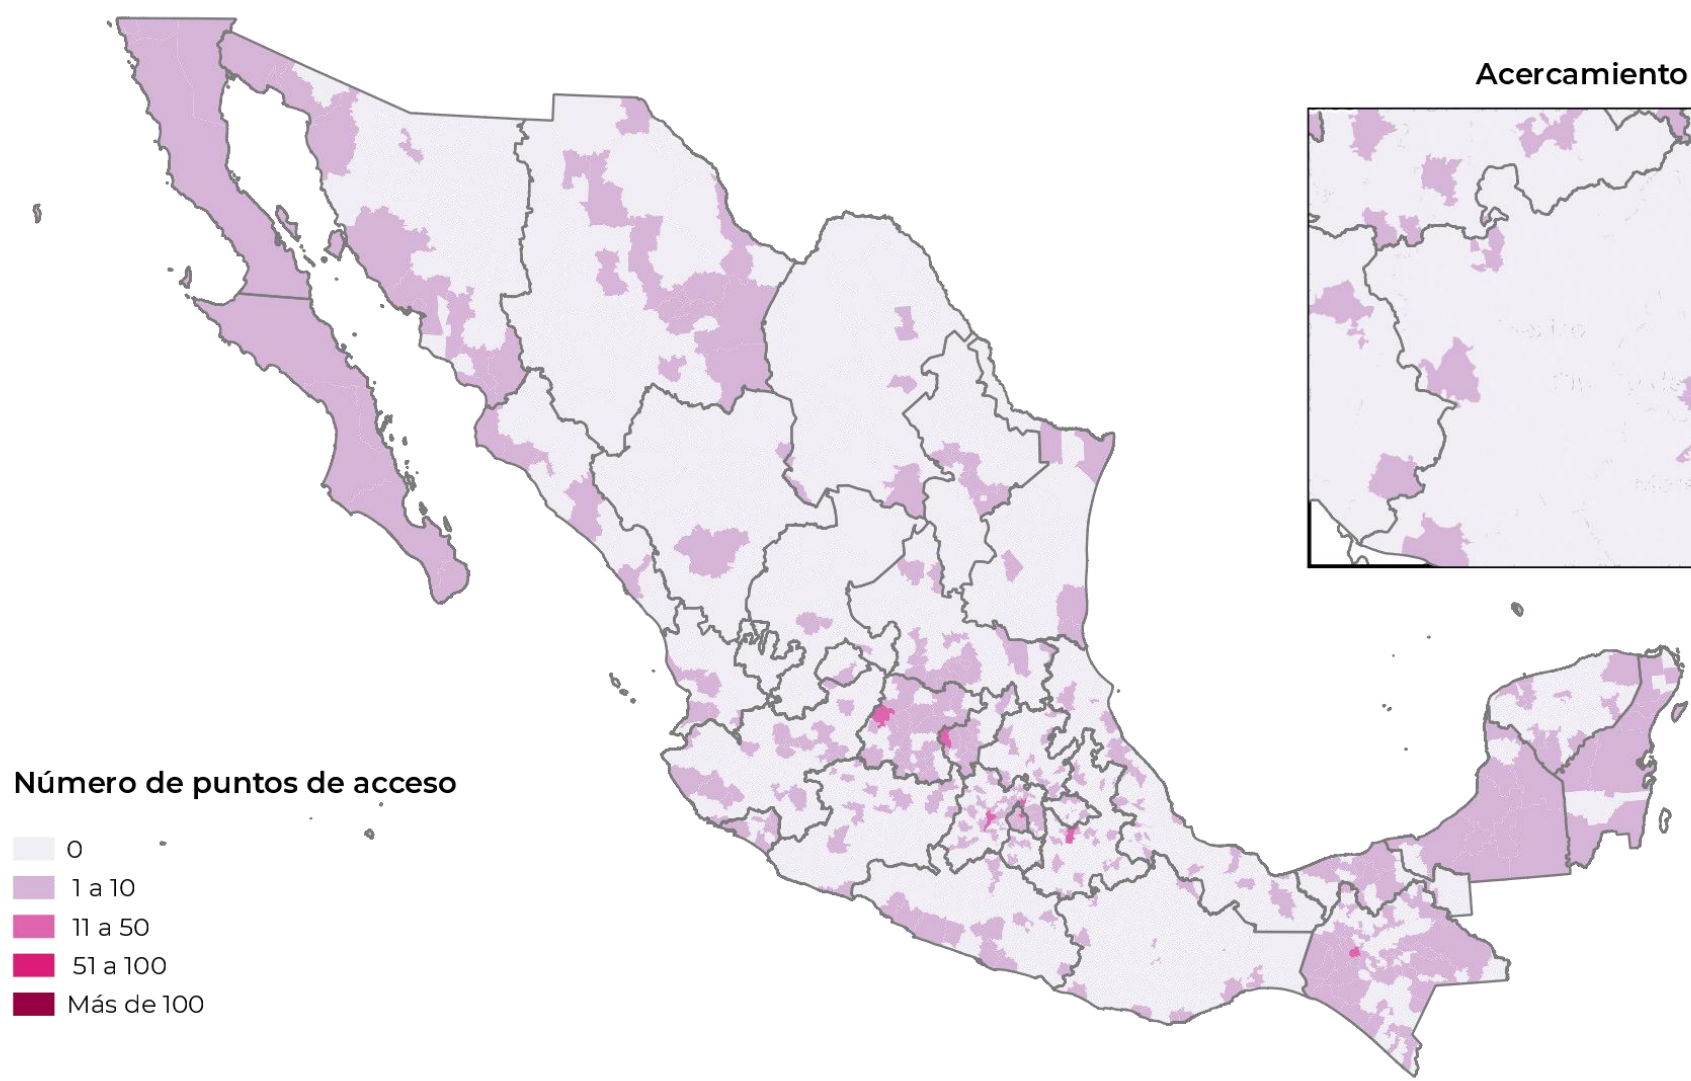 Acercamiento
Número de puntos de acceso
0
1 a 10
11 a 50
51 a 100
Más de 100